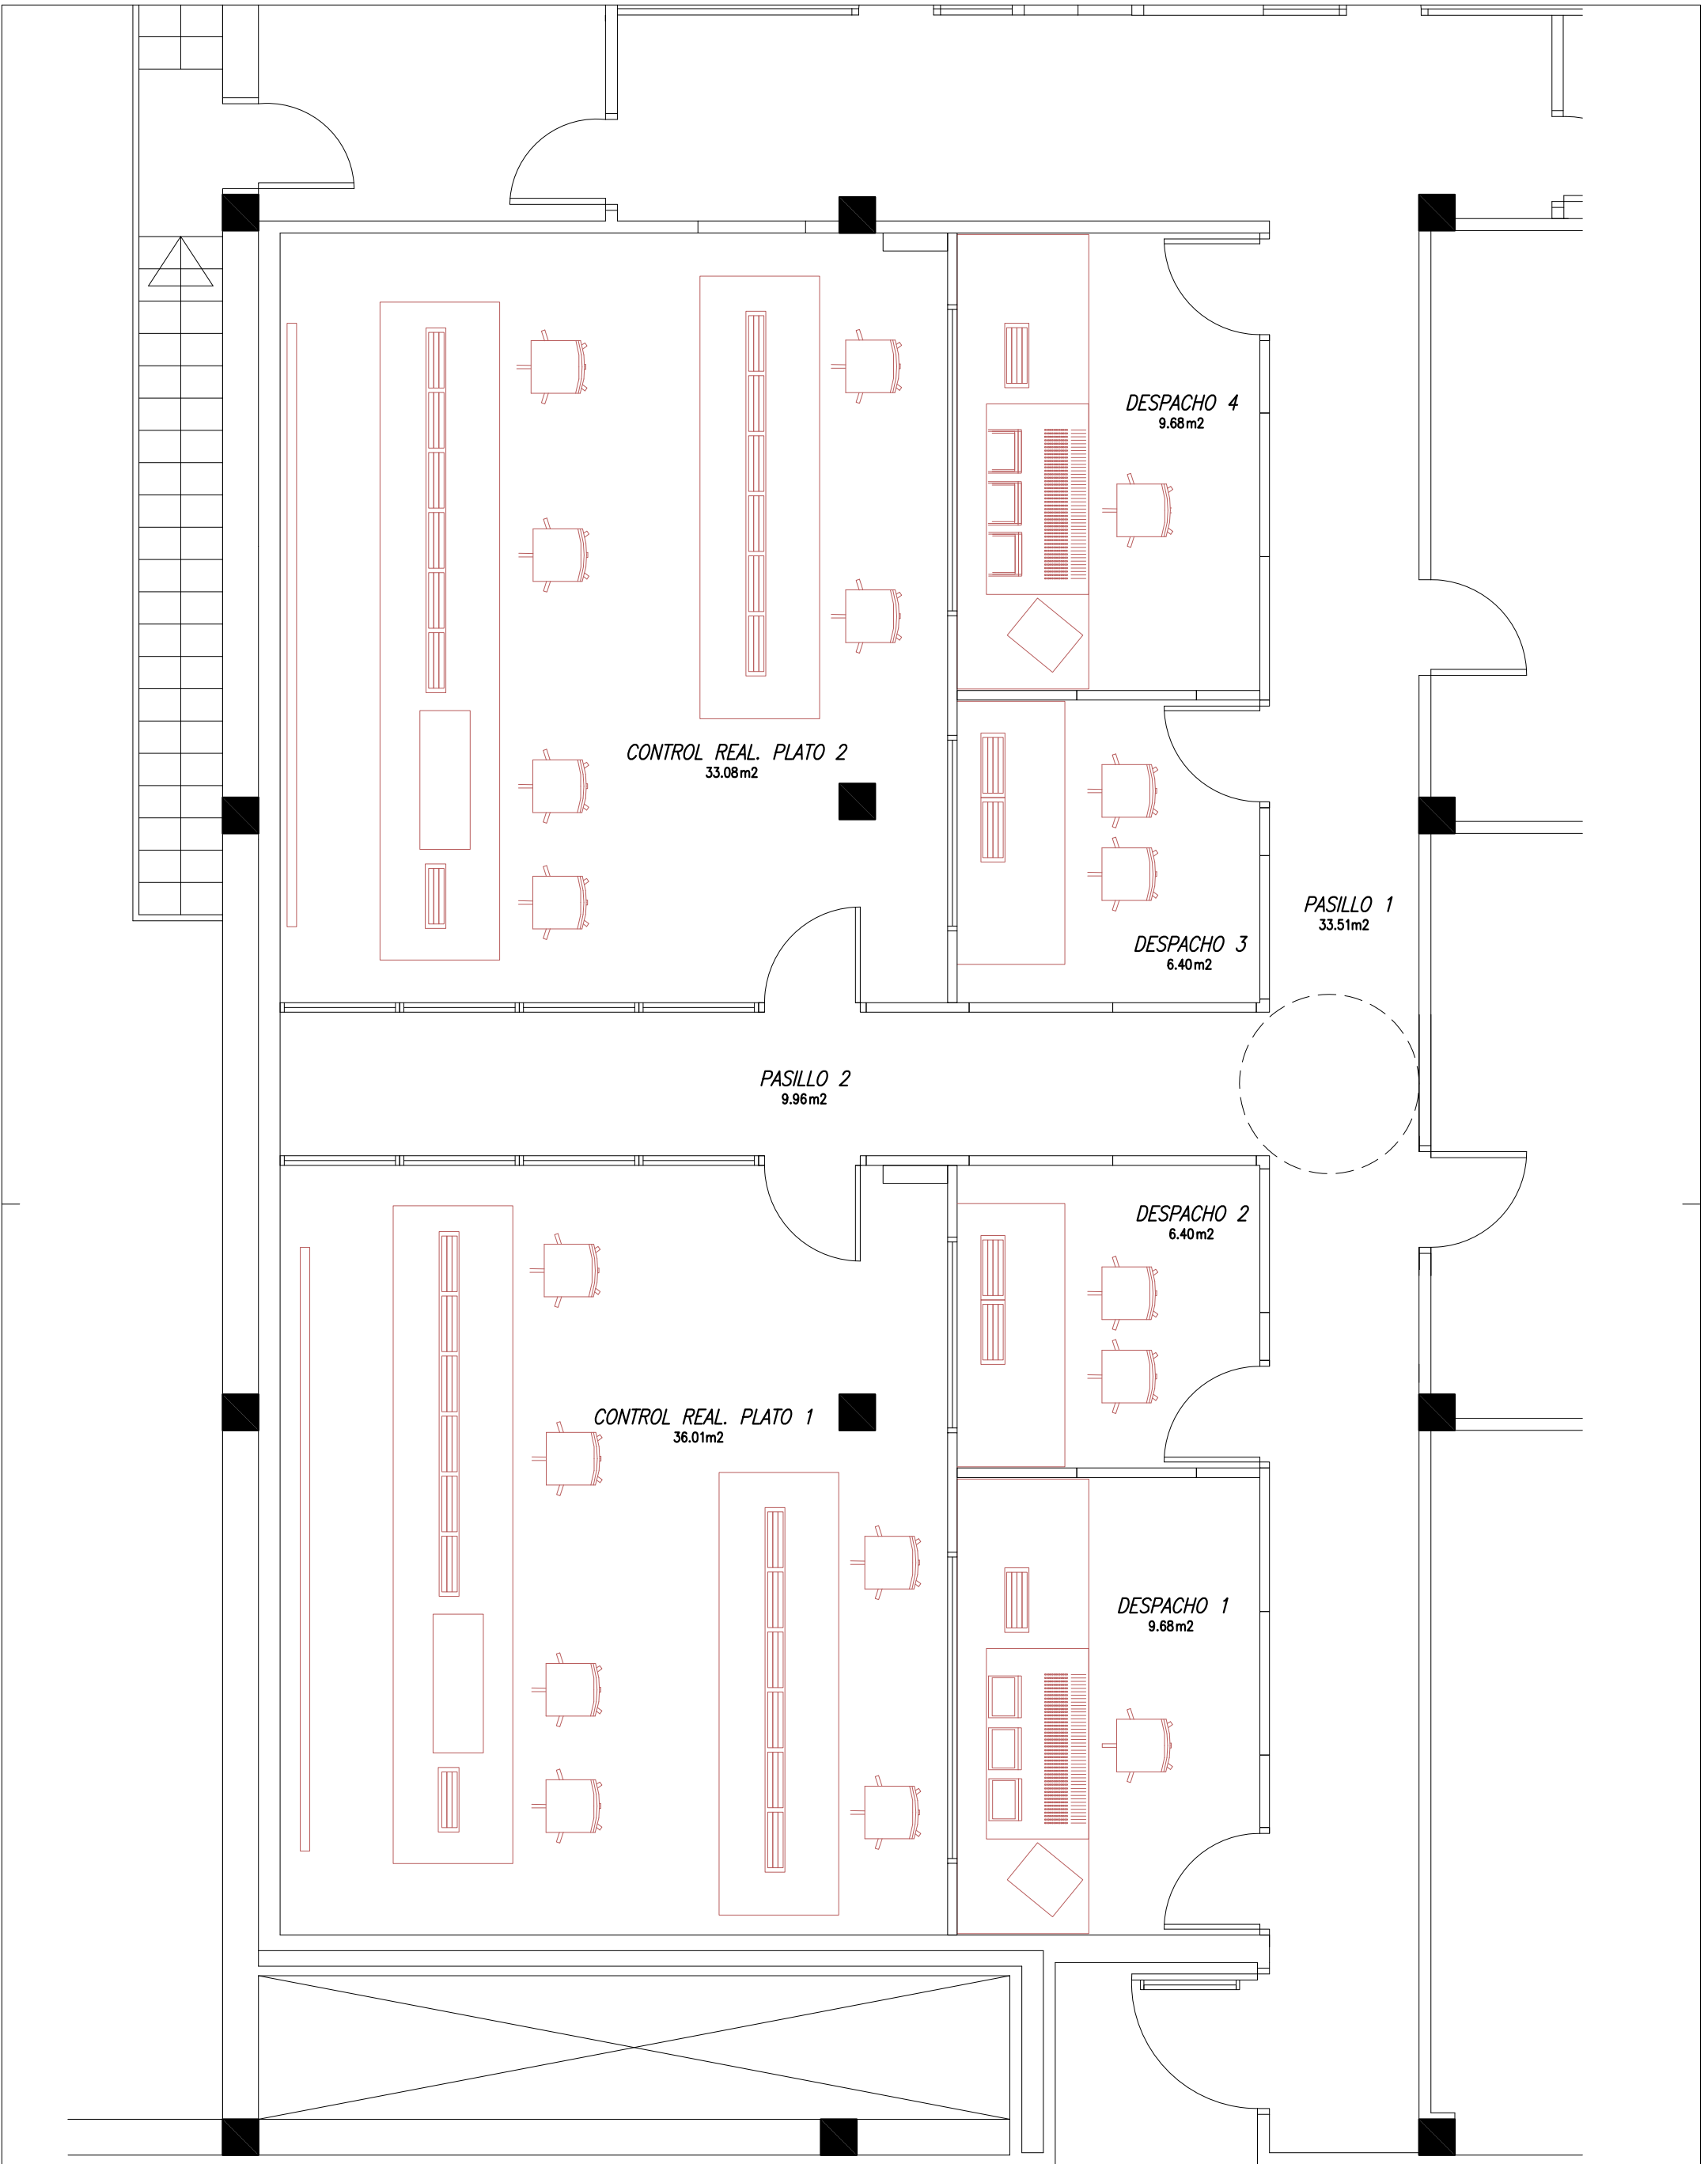 DESPACHO 4
9.68m2
CONTROL REAL. PLATO 2
33.08m2
PASILLO 1
33.51m2
DESPACHO 3
6.40m2
PASILLO 2
9.96m2
DESPACHO 2
6.40m2
CONTROL REAL. PLATO 1
36.01m2
DESPACHO 1
9.68m2